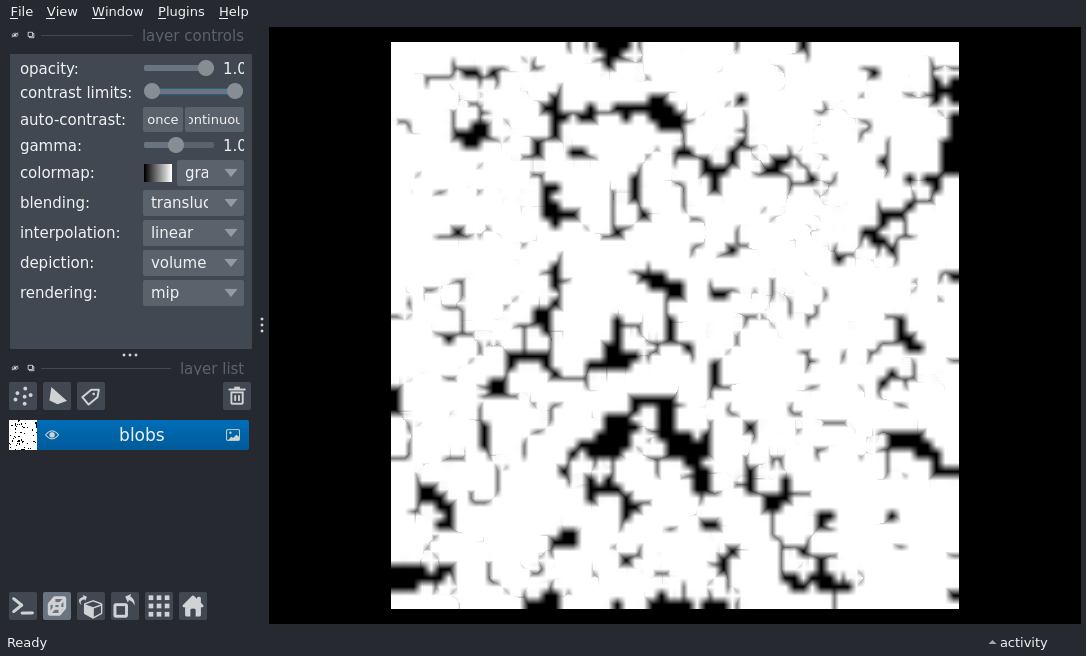 File View Window Plugins Help
layer controls
opacity: 1.0
contrast limits:
auto-contrast: once ontinuou
gamma: 1.0
colormap: gra
blending: transluc
interpolation: linear
depiction: volume
rendering: mip
layer list
blobs
Ready activity